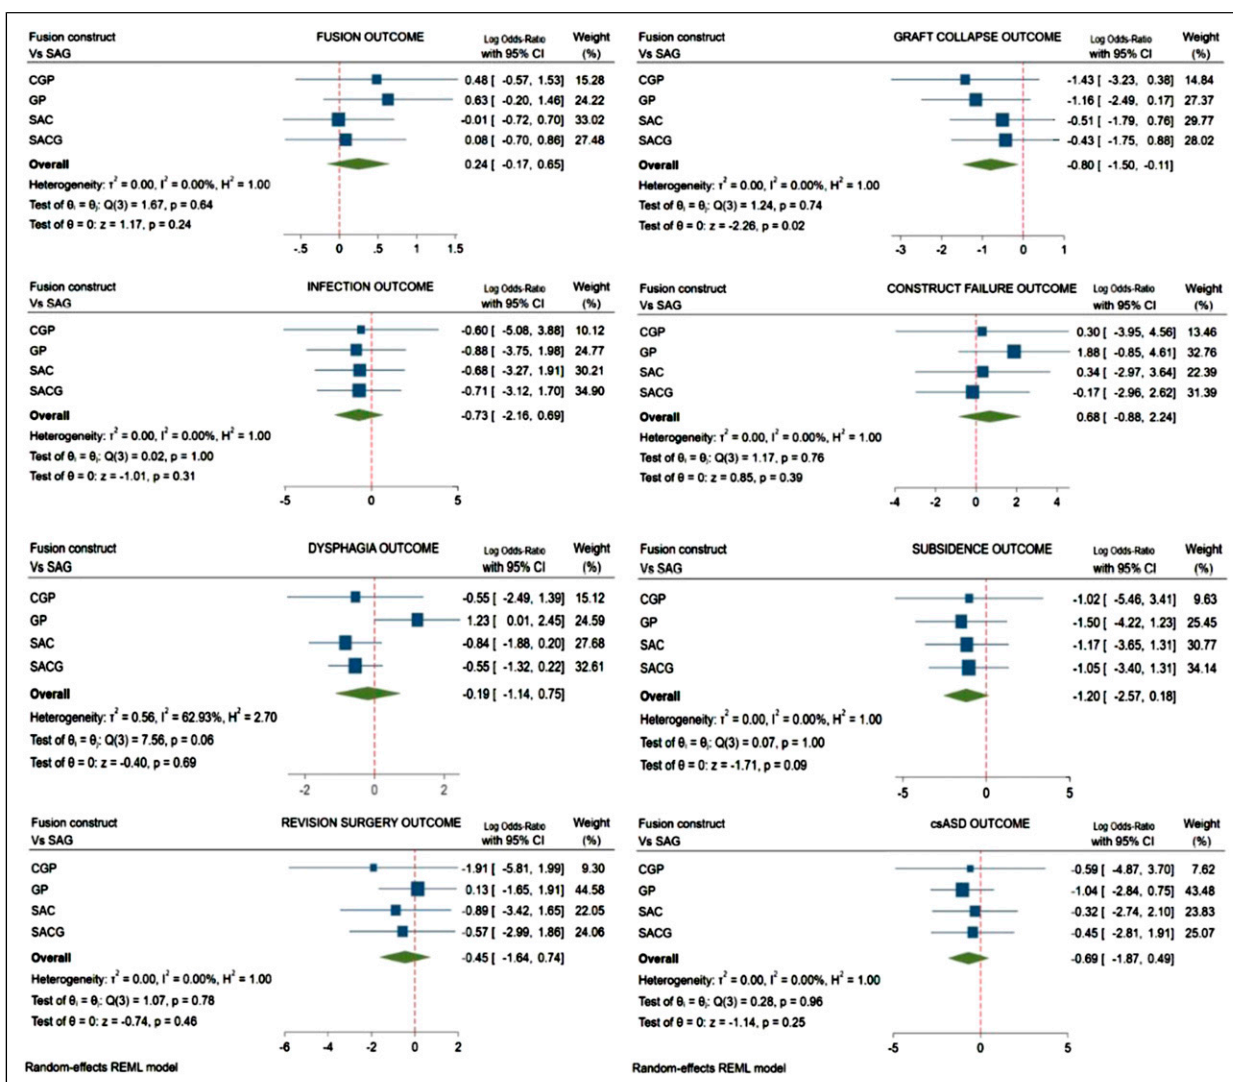 Fusion construct FUSION OUTCOME Log Odds-Ratio Weight
Vs SAG with 95% CI (%)
CGP 0.48 [ -0.57, 1.53] 15.28
GP 0.63 [ -0.20, 1.46] 24.22
SAC -0.01 [ -0.72, 0.70] 33.02
SACG 0.08 [ -0.70, 0.86] 27.48
Overall 0.24 [ -0.17, 0.65]
Heterogeneity: τ² = 0.00, I² = 0.00%, H² = 1.00
Test of θᵢ = θⱼ: Q(3) = 1.67, p = 0.64
Test of θ = 0: z = 1.17, p = 0.24
-.5 0 .5 1 1.5
Fusion construct GRAFT COLLAPSE OUTCOME Log Odds-Ratio Weight
Vs SAG with 95% CI (%)
CGP -1.43 [ -3.23, 0.38] 14.84
GP -1.16 [ -2.49, 0.17] 27.37
SAC -0.51 [ -1.79, 0.76] 29.77
SACG -0.43 [ -1.75, 0.88] 28.02
Overall -0.80 [ -1.50, -0.11]
Heterogeneity: τ² = 0.00, I² = 0.00%, H² = 1.00
Test of θᵢ = θⱼ: Q(3) = 1.24, p = 0.74
Test of θ = 0: z = -2.26, p = 0.02
-3 -2 -1 0 1
Fusion construct INFECTION OUTCOME Log Odds-Ratio Weight
Vs SAG with 95% CI (%)
CGP -0.60 [ -5.08, 3.88] 10.12
GP -0.88 [ -3.75, 1.98] 24.77
SAC -0.68 [ -3.27, 1.91] 30.21
SACG -0.71 [ -3.12, 1.70] 34.90
Overall -0.73 [ -2.16, 0.69]
Heterogeneity: τ² = 0.00, I² = 0.00%, H² = 1.00
Test of θᵢ = θⱼ: Q(3) = 0.02, p = 1.00
Test of θ = 0: z = -1.01, p = 0.31
-5 0 5
Fusion construct CONSTRUCT FAILURE OUTCOME Log Odds-Ratio Weight
Vs SAG with 95% CI (%)
CGP 0.30 [ -3.95, 4.56] 13.46
GP 1.88 [ -0.85, 4.61] 32.76
SAC 0.34 [ -2.97, 3.64] 22.39
SACG -0.17 [ -2.96, 2.62] 31.39
Overall 0.68 [ -0.88, 2.24]
Heterogeneity: τ² = 0.00, I² = 0.00%, H² = 1.00
Test of θᵢ = θⱼ: Q(3) = 1.17, p = 0.76
Test of θ = 0: z = 0.85, p = 0.39
-4 -2 0 2 4
Fusion construct DYSPHAGIA OUTCOME Log Odds-Ratio Weight
Vs SAG with 95% CI (%)
CGP -0.55 [ -2.49, 1.39] 15.12
GP 1.23 [ 0.01, 2.45] 24.59
SAC -0.84 [ -1.88, 0.20] 27.68
SACG -0.55 [ -1.32, 0.22] 32.61
Overall -0.19 [ -1.14, 0.75]
Heterogeneity: τ² = 0.56, I² = 62.93%, H² = 2.70
Test of θᵢ = θⱼ: Q(3) = 7.56, p = 0.06
Test of θ = 0: z = -0.40, p = 0.69
-2 0 2
Fusion construct SUBSIDENCE OUTCOME Log Odds-Ratio Weight
Vs SAG with 95% CI (%)
CGP -1.02 [ -5.46, 3.41] 9.63
GP -1.50 [ -4.22, 1.23] 25.45
SAC -1.17 [ -3.65, 1.31] 30.77
SACG -1.05 [ -3.40, 1.31] 34.14
Overall -1.20 [ -2.57, 0.18]
Heterogeneity: τ² = 0.00, I² = 0.00%, H² = 1.00
Test of θᵢ = θⱼ: Q(3) = 0.07, p = 1.00
Test of θ = 0: z = -1.71, p = 0.09
-5 0 5
Fusion construct REVISION SURGERY OUTCOME Log Odds-Ratio Weight
Vs SAG with 95% CI (%)
CGP -1.91 [ -5.81, 1.99] 9.30
GP 0.13 [ -1.65, 1.91] 44.58
SAC -0.89 [ -3.42, 1.65] 22.05
SACG -0.57 [ -2.99, 1.86] 24.06
Overall -0.45 [ -1.64, 0.74]
Heterogeneity: τ² = 0.00, I² = 0.00%, H² = 1.00
Test of θᵢ = θⱼ: Q(3) = 1.07, p = 0.78
Test of θ = 0: z = -0.74, p = 0.46
-6 -4 -2 0 2
Random-effects REML model
Fusion construct csASD OUTCOME Log Odds-Ratio Weight
Vs SAG with 95% CI (%)
CGP -0.59 [ -4.87, 3.70] 7.62
GP -1.04 [ -2.84, 0.75] 43.48
SAC -0.32 [ -2.74, 2.10] 23.83
SACG -0.45 [ -2.81, 1.91] 25.07
Overall -0.69 [ -1.87, 0.49]
Heterogeneity: τ² = 0.00, I² = 0.00%, H² = 1.00
Test of θᵢ = θⱼ: Q(3) = 0.28, p = 0.96
Test of θ = 0: z = -1.14, p = 0.25
-5 0 5
Random-effects REML model